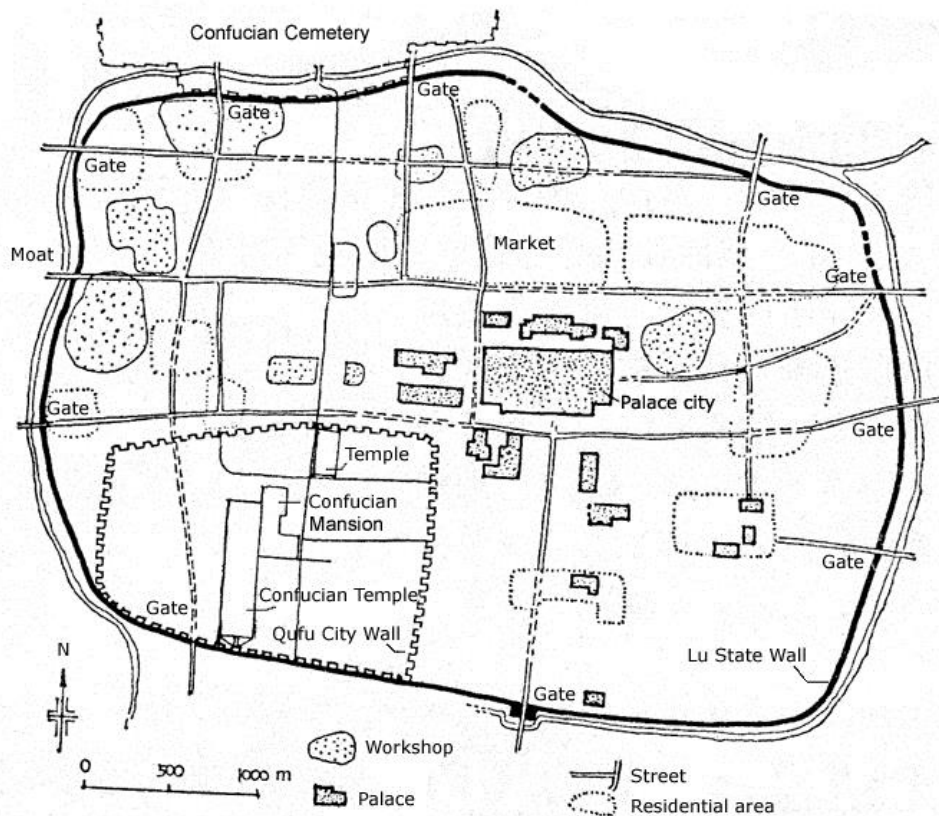 Confucian Cemetery
Gate
Gate
Gate
Gate
Market
Moat
Gate
Gate
Palace city
Gate
Temple
Confucian
Mansion
Gate
Confucian Temple
Gate
Qufu City Wall
Lu State Wall
N
Gate
0 500 1000 m
Workshop
Palace
Street
Residential area